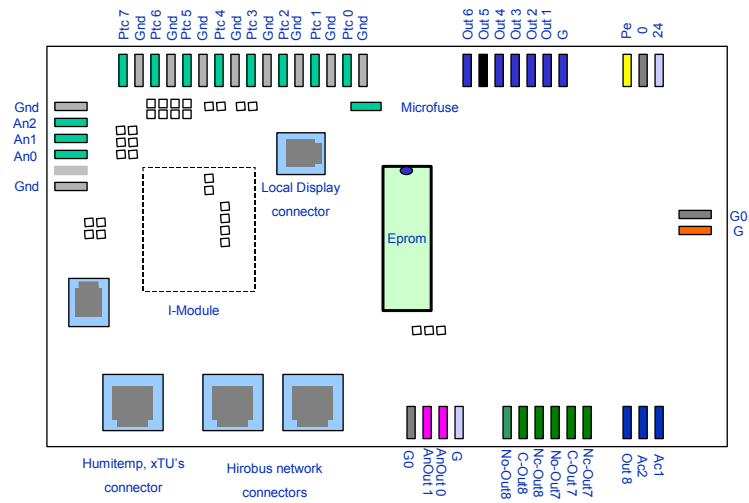 Ptc 7
Gnd
Ptc 6
Gnd
Ptc 5
Gnd
Ptc 4
Gnd
Ptc 3
Gnd
Ptc 2
Gnd
Ptc 1
Gnd
Ptc 0
Gnd
Out 6
Out 5
Out 4
Out 3
Out 2
Out 1
G
Pe
0
24
Gnd
An2
An1
An0
Gnd
Microfuse
Local Display
connector
Eprom
G0
G
I-Module
Humitemp, xTU's
connector
Hirobus network
connectors
G0
AnOut 1
AnOut 0
G
No-Out8
C-Out8
Nc-Out8
No-Out7
C-Out 7
Nc-Out7
Out 8
Ac2
Ac1